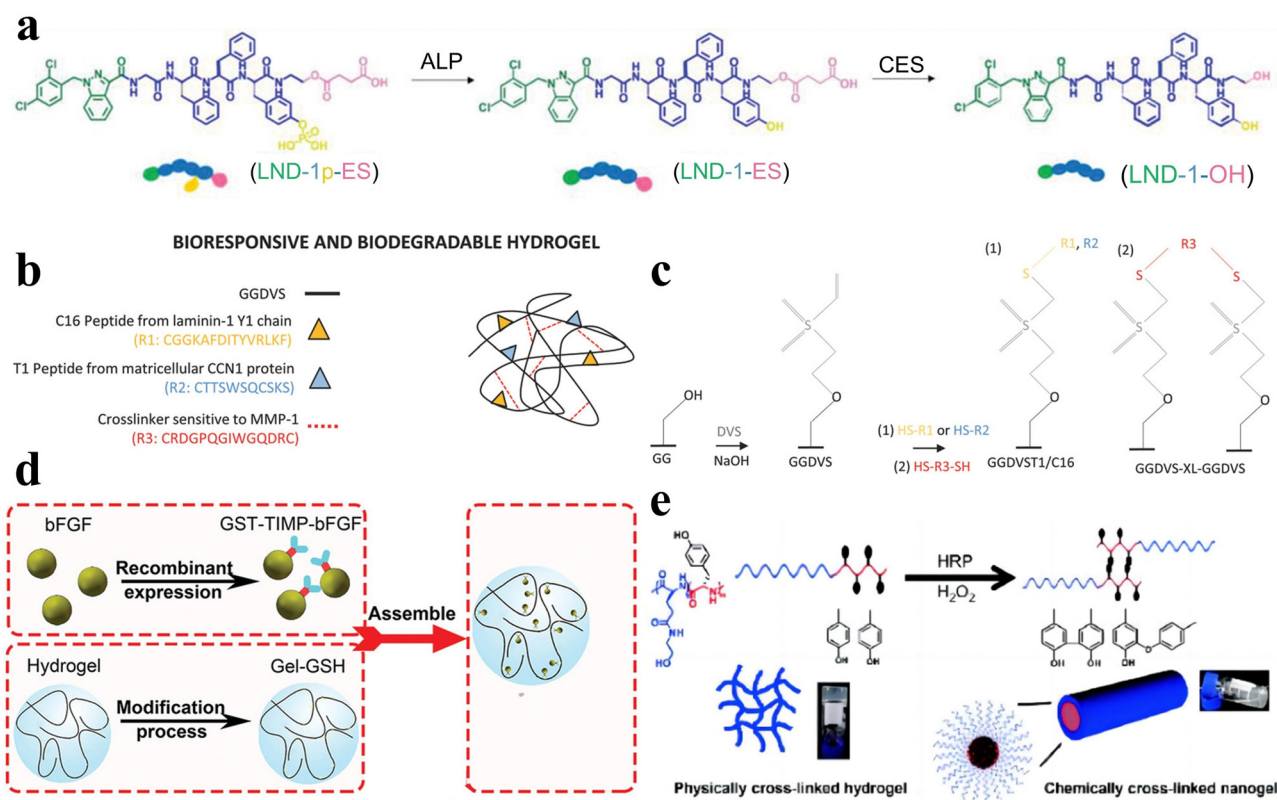 a
ALP
CES
(LND-1p-ES)
(LND-1-ES)
(LND-1-OH)
BIORESPONSIVE AND BIODEGRADABLE HYDROGEL
b
GGDVS
C16 Peptide from laminin-1 Y1 chain
(R1: CGGKAFDITYVRLKF)
T1 Peptide from matricellular CCN1 protein
(R2: CTTSWSQCSKS)
Crosslinker sensitive to MMP-1
(R3: CRDGPQGIWGQDRC)
c
(1)
R1, R2
(2)
R3
S
S
S
S
S
S
S
OH
O
O
O
O
GG
DVS
NaOH
GGDVS
(1) HS-R1 or HS-R2
(2) HS-R3-SH
GGDVST1/C16
GGDVS-XL-GGDVS
d
bFGF
Recombinant
expression
GST-TIMP-bFGF
Assemble
Hydrogel
Modification
process
Gel-GSH
e
HRP
H₂O₂
Physically cross-linked hydrogel
Chemically cross-linked nanogel